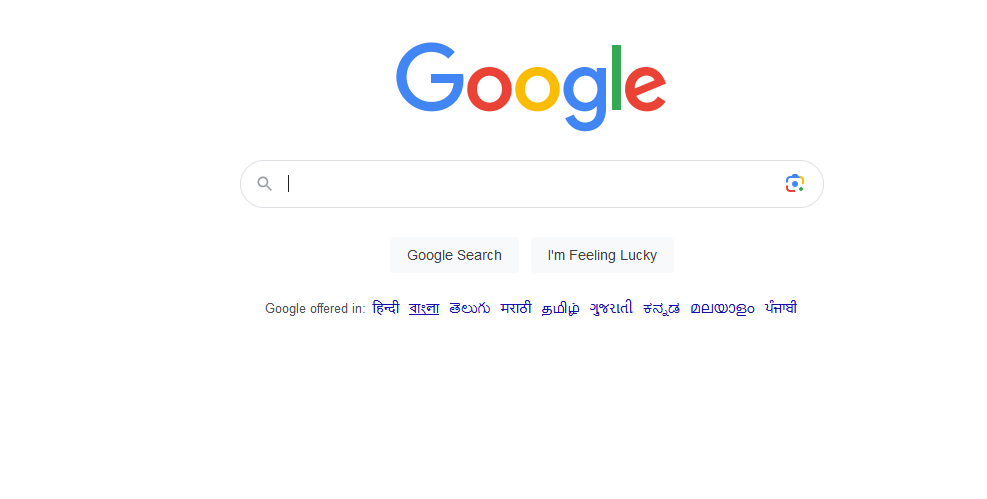 Google
Google Search I'm Feeling Lucky
Google offered in: हिन्दी বাংলা తెలుగు मराठी தமிழ் ગુજરાતી ಕನ್ನಡ മലയാളം ਪੰਜਾਬੀ